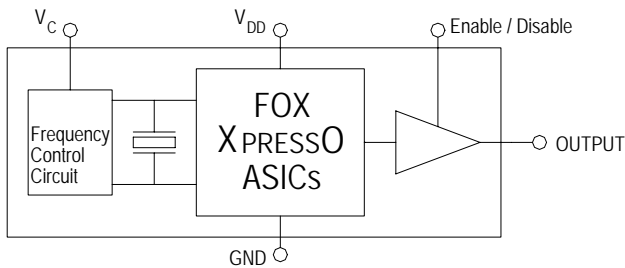 VC
VDD
Enable / Disable
Frequency
Control
Circuit
FOX
XPRESSO
ASICs
OUTPUT
GND